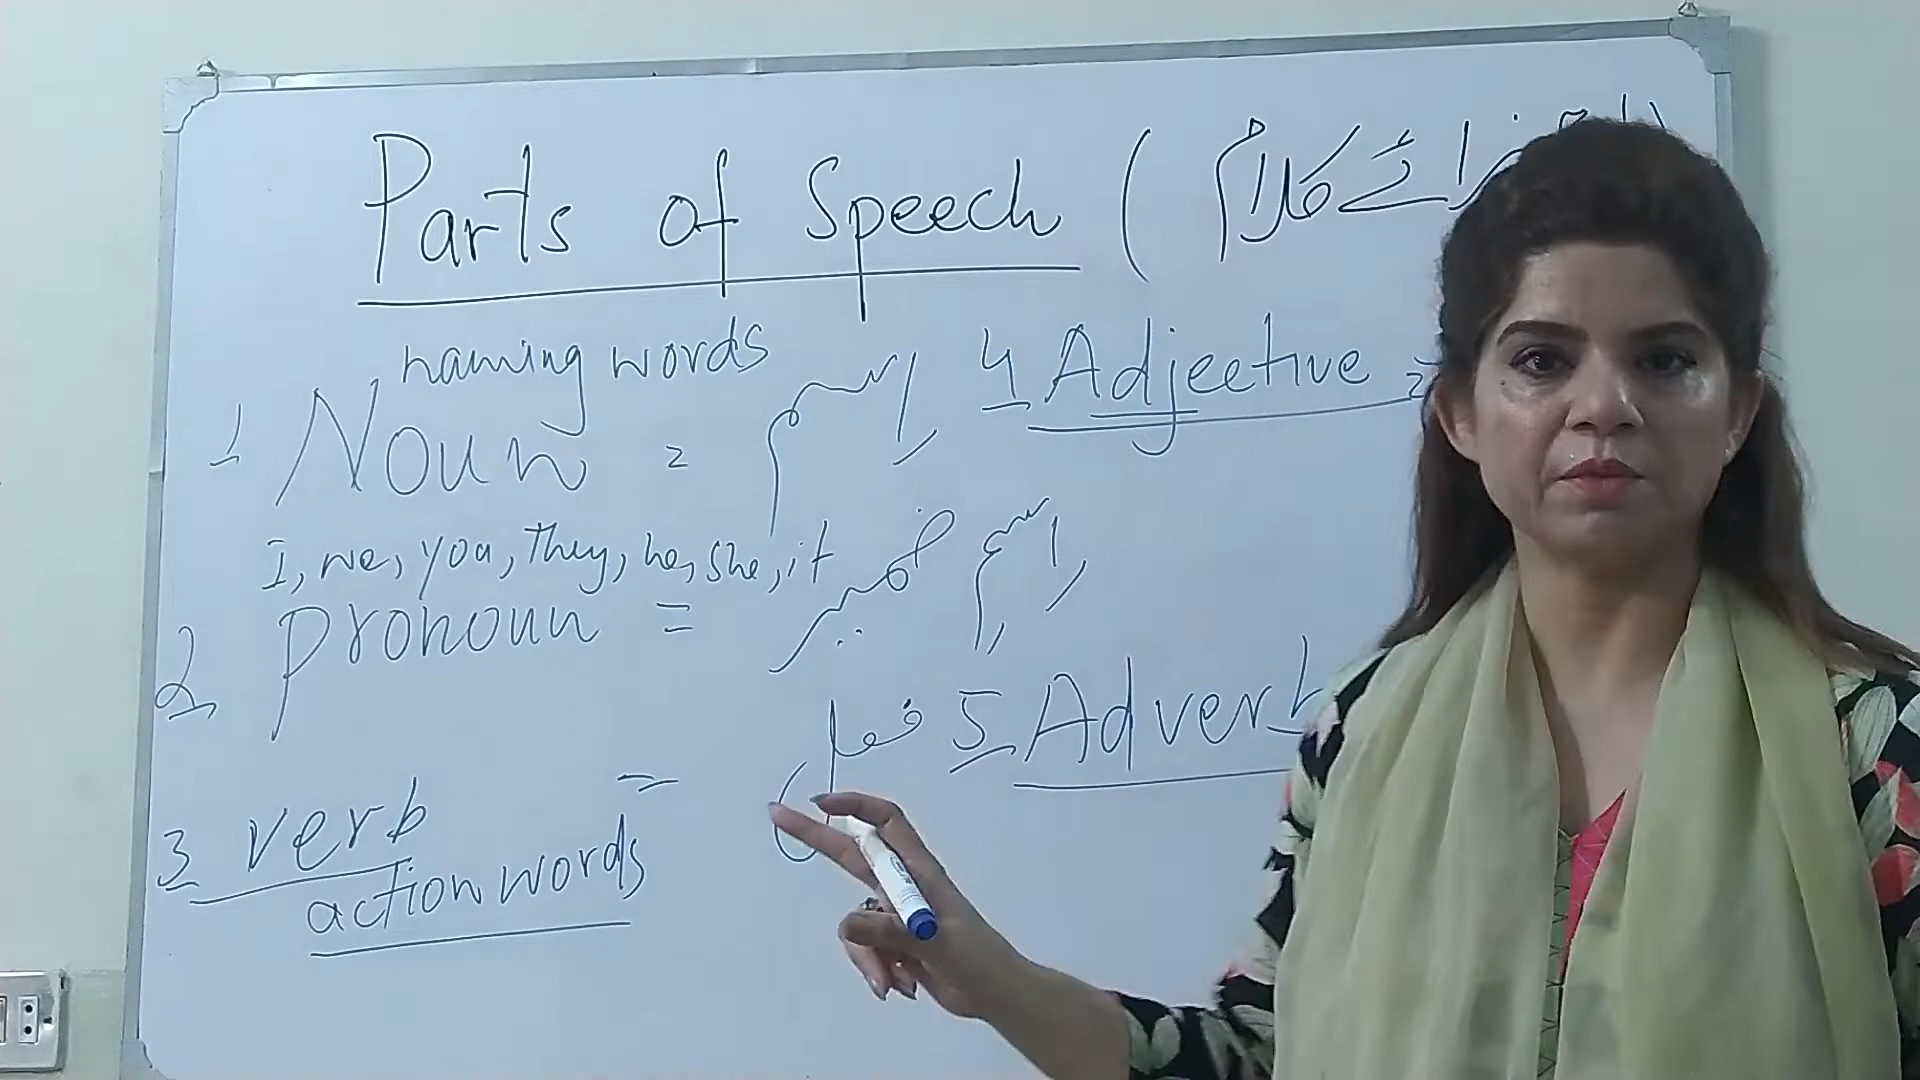 Parts of Speech (اجزائے کلام)
naming words
1 Noun = اسم
I, we, you, they, he, she, it
2 Pronoun = اسم ضمیر
3 verb = فعل
action words
4 Adjective =
5 Adverb